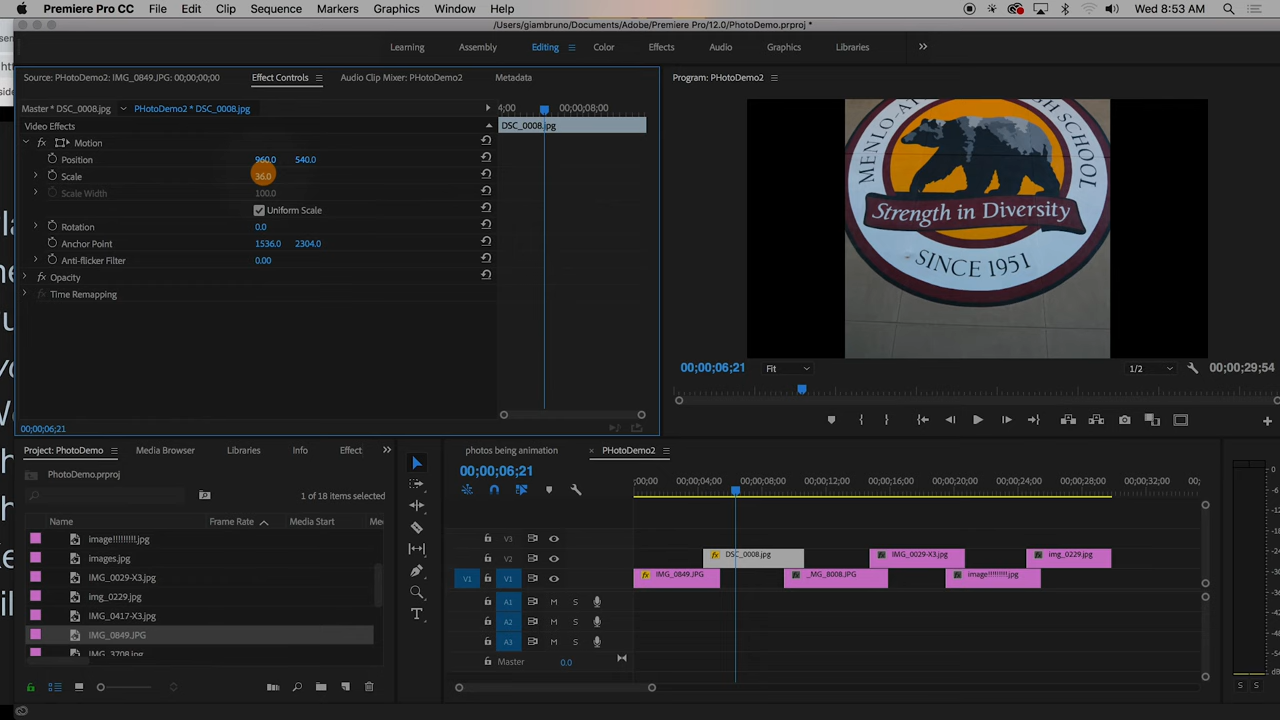 Premiere Pro CC File Edit Clip Sequence Markers Graphics Window Help Wed 8:53 AM
/Users/giambruno/Documents/Adobe/Premiere Pro/12.0/PHotoDemo.prproj *
Learning Assembly Editing Color Effects Audio Graphics Libraries
Source: PHotoDemo2: IMG_0849.JPG: 00;00;00;00 Effect Controls Audio Clip Mixer: PHotoDemo2 Metadata
Program: PHotoDemo2
Master * DSC_0008.jpg PHotoDemo2 * DSC_0008.jpg
;00 00;00;08;00
Video Effects
DSC_0008.jpg
fx Motion
Position 960.0 540.0
Scale 36.0
Scale Width 100.0
Uniform Scale
Rotation 0.0
Anchor Point 1536.0 2304.0
Anti-flicker Filter 0.00
fx Opacity
fx Time Remapping
00;00;06;21
SCHOOL
Strength in Diversity
SINCE 1951
00;00;06;21 Fit 1/2 00;00;29;54
Project: PHotoDemo Media Browser Libraries Info Effect
PHotoDemo.prproj
1 of 18 items selected
Name Frame Rate Media Start Me
image!!!!!!!!!.jpg
images.jpg
IMG_0029-X3.jpg
img_0229.jpg
IMG_0417-X3.jpg
IMG_0849.JPG
IMG_3708.jpg
photos being animation PHotoDemo2
00;00;06;21
;00;00 00;00;04;00 00;00;08;00 00;00;12;00 00;00;16;00 00;00;20;00 00;00;24;00 00;00;28;00 00;00;32;00 00;
V3
V2 fx DSC_0008.jpg fx IMG_0029-X3.jpg fx img_0229.jpg
V1 V1 fx IMG_0849.JPG fx _MG_8008.JPG fx image!!!!!!!!!.jpg
A1 M S
A2 M S
A3 M S
Master 0.0
0
S S